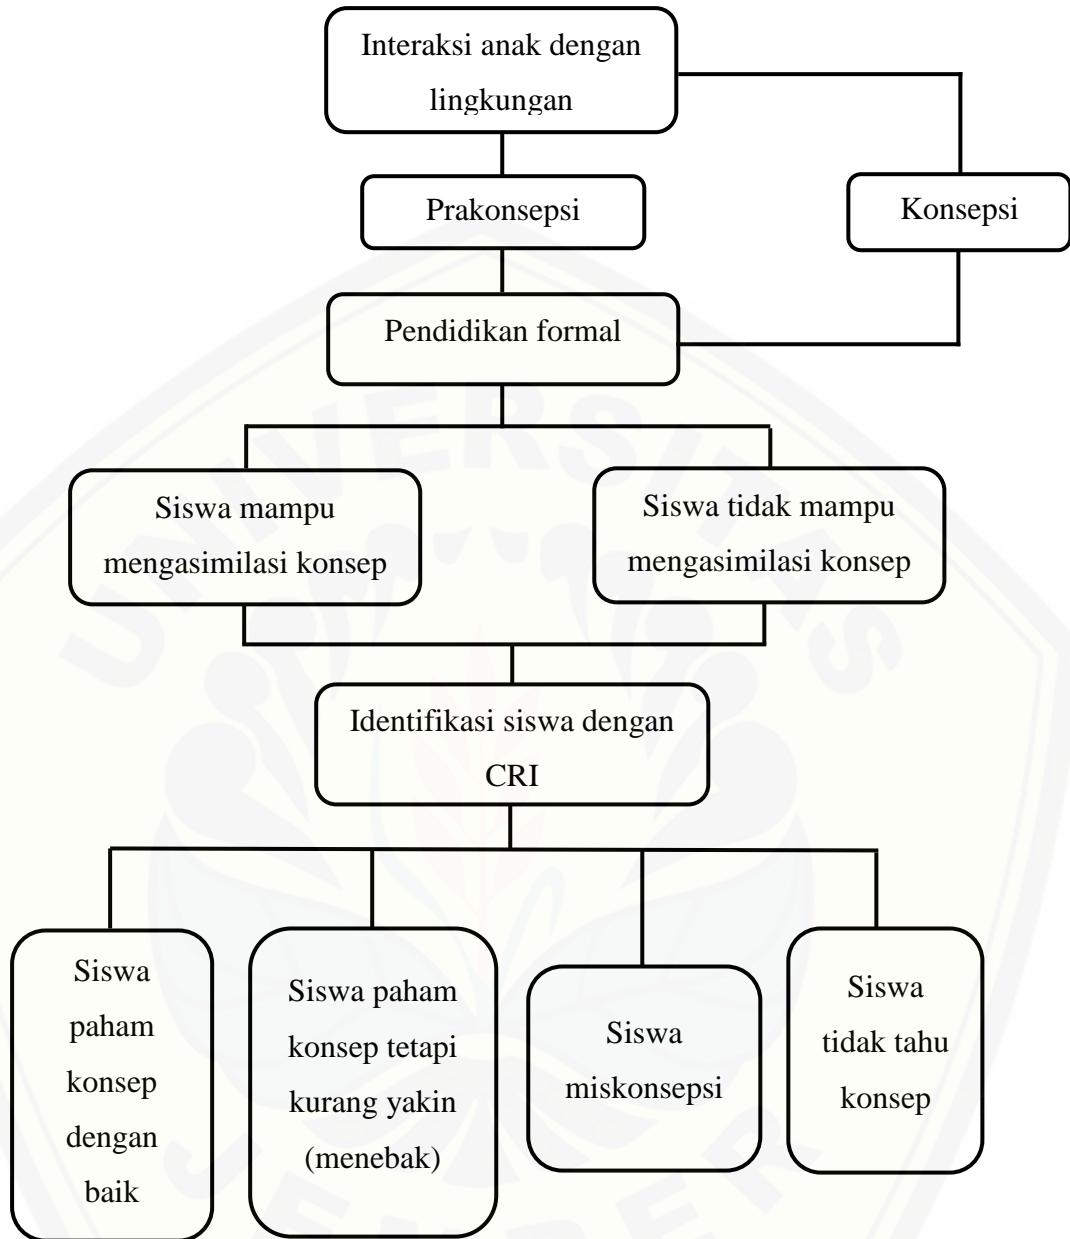 Interaksi anak dengan
lingkungan
Prakonsepsi
Konsepsi
Pendidikan formal
Siswa mampu
mengasimilasi konsep
Siswa tidak mampu
mengasimilasi konsep
Identifikasi siswa dengan
CRI
Siswa
paham
konsep
dengan
baik
Siswa paham
konsep tetapi
kurang yakin
(menebak)
Siswa
miskonsepsi
Siswa
tidak tahu
konsep
UNIVERSITAS
JEMBER